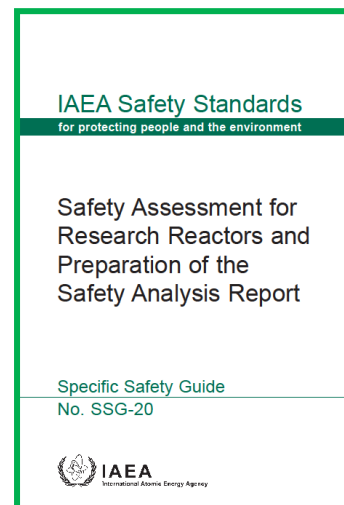 IAEA Safety Standards
for protecting people and the environment
Safety Assessment for
Research Reactors and
Preparation of the
Safety Analysis Report
Specific Safety Guide
No. SSG-20
IAEA
International Atomic Energy Agency